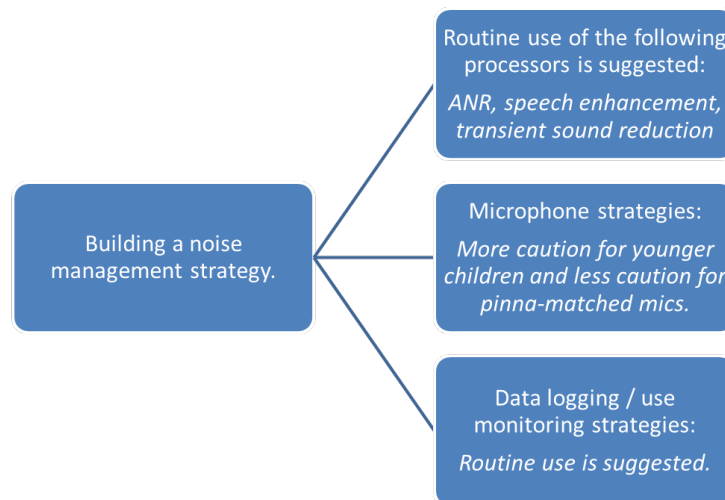 Building a noise
management strategy.
Routine use of the following
processors is suggested:
ANR, speech enhancement,
transient sound reduction
Microphone strategies:
More caution for younger
children and less caution for
pinna-matched mics.
Data logging / use
monitoring strategies:
Routine use is suggested.